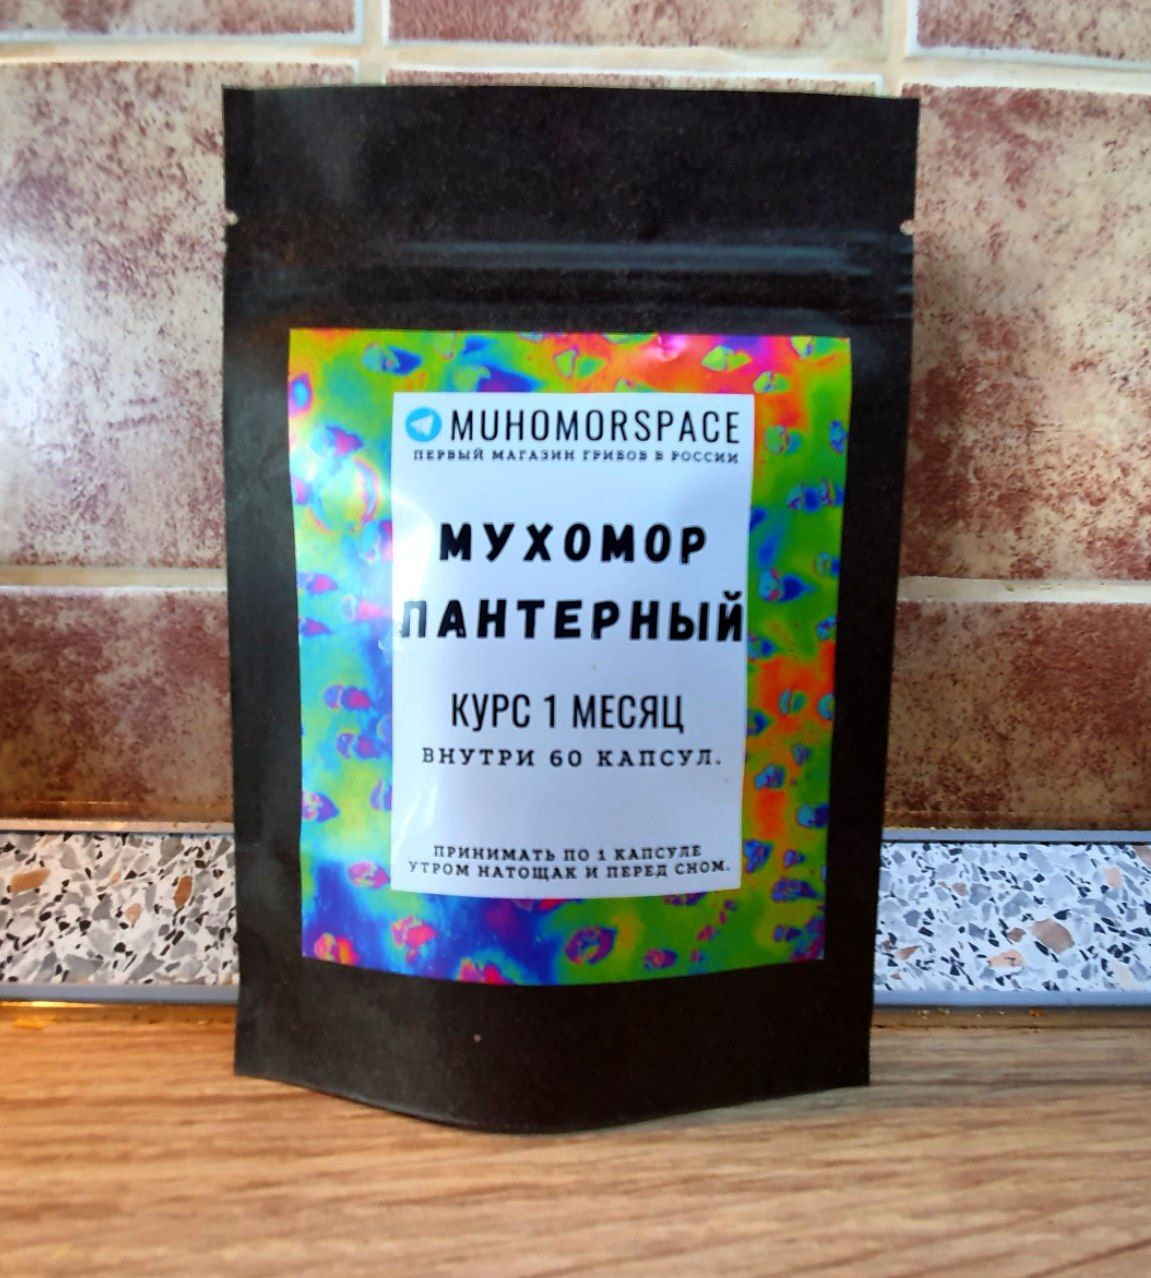 MUHOMORSPACE
ПЕРВЫЙ МАГАЗИН ГРИБОВ В РОССИИ
МУХОМОР
ПАНТЕРНЫЙ
КУРС 1 МЕСЯЦ
ВНУТРИ 60 КАПСУЛ.
ПРИНИМАТЬ ПО 1 КАПСУЛЕ
УТРОМ НАТОЩАК И ПЕРЕД СНОМ.